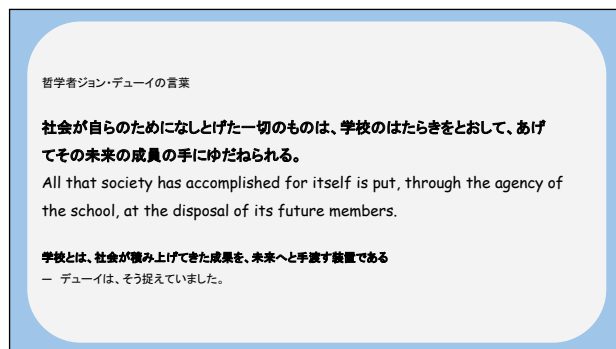 哲学者ジョン・デューイの言葉
社会が自らのためになしとげた一切のものは、学校のはたらきをとおして、あげ
てその未来の成員の手にゆだねられる。
All that society has accomplished for itself is put, through the agency of
the school, at the disposal of its future members.
学校とは、社会が積み上げてきた成果を、未来へと手渡す装置である
― デューイは、そう捉えていました。